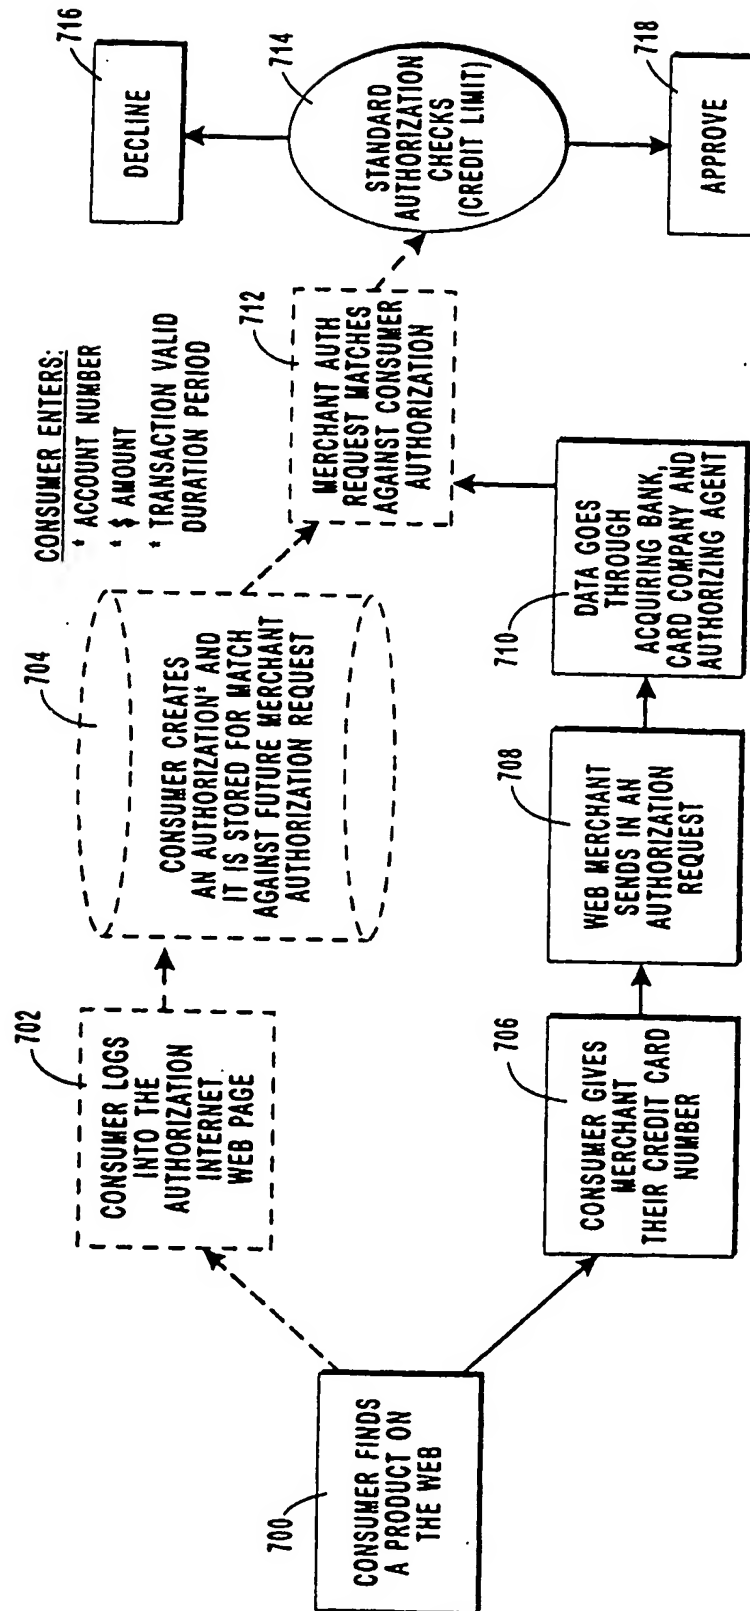 700
CONSUMER FINDS
A PRODUCT ON
THE WEB
702
CONSUMER LOGS
INTO THE
AUTHORIZATION
INTERNET
WEB PAGE
704
CONSUMER CREATES
AN AUTHORIZATION* AND
IT IS STORED FOR MATCH
AGAINST FUTURE MERCHANT
AUTHORIZATION REQUEST
CONSUMER ENTERS:
* ACCOUNT NUMBER
* $ AMOUNT
* TRANSACTION VALID
DURATION PERIOD
706
CONSUMER GIVES
MERCHANT
THEIR CREDIT CARD
NUMBER
708
WEB MERCHANT
SENDS IN AN
AUTHORIZATION
REQUEST
710
DATA GOES
THROUGH
ACQUIRING BANK,
CARD COMPANY AND
AUTHORIZING AGENT
712
MERCHANT AUTH
REQUEST MATCHES
AGAINST CONSUMER
AUTHORIZATION
714
STANDARD
AUTHORIZATION
CHECKS
(CREDIT LIMIT)
716
DECLINE
718
APPROVE